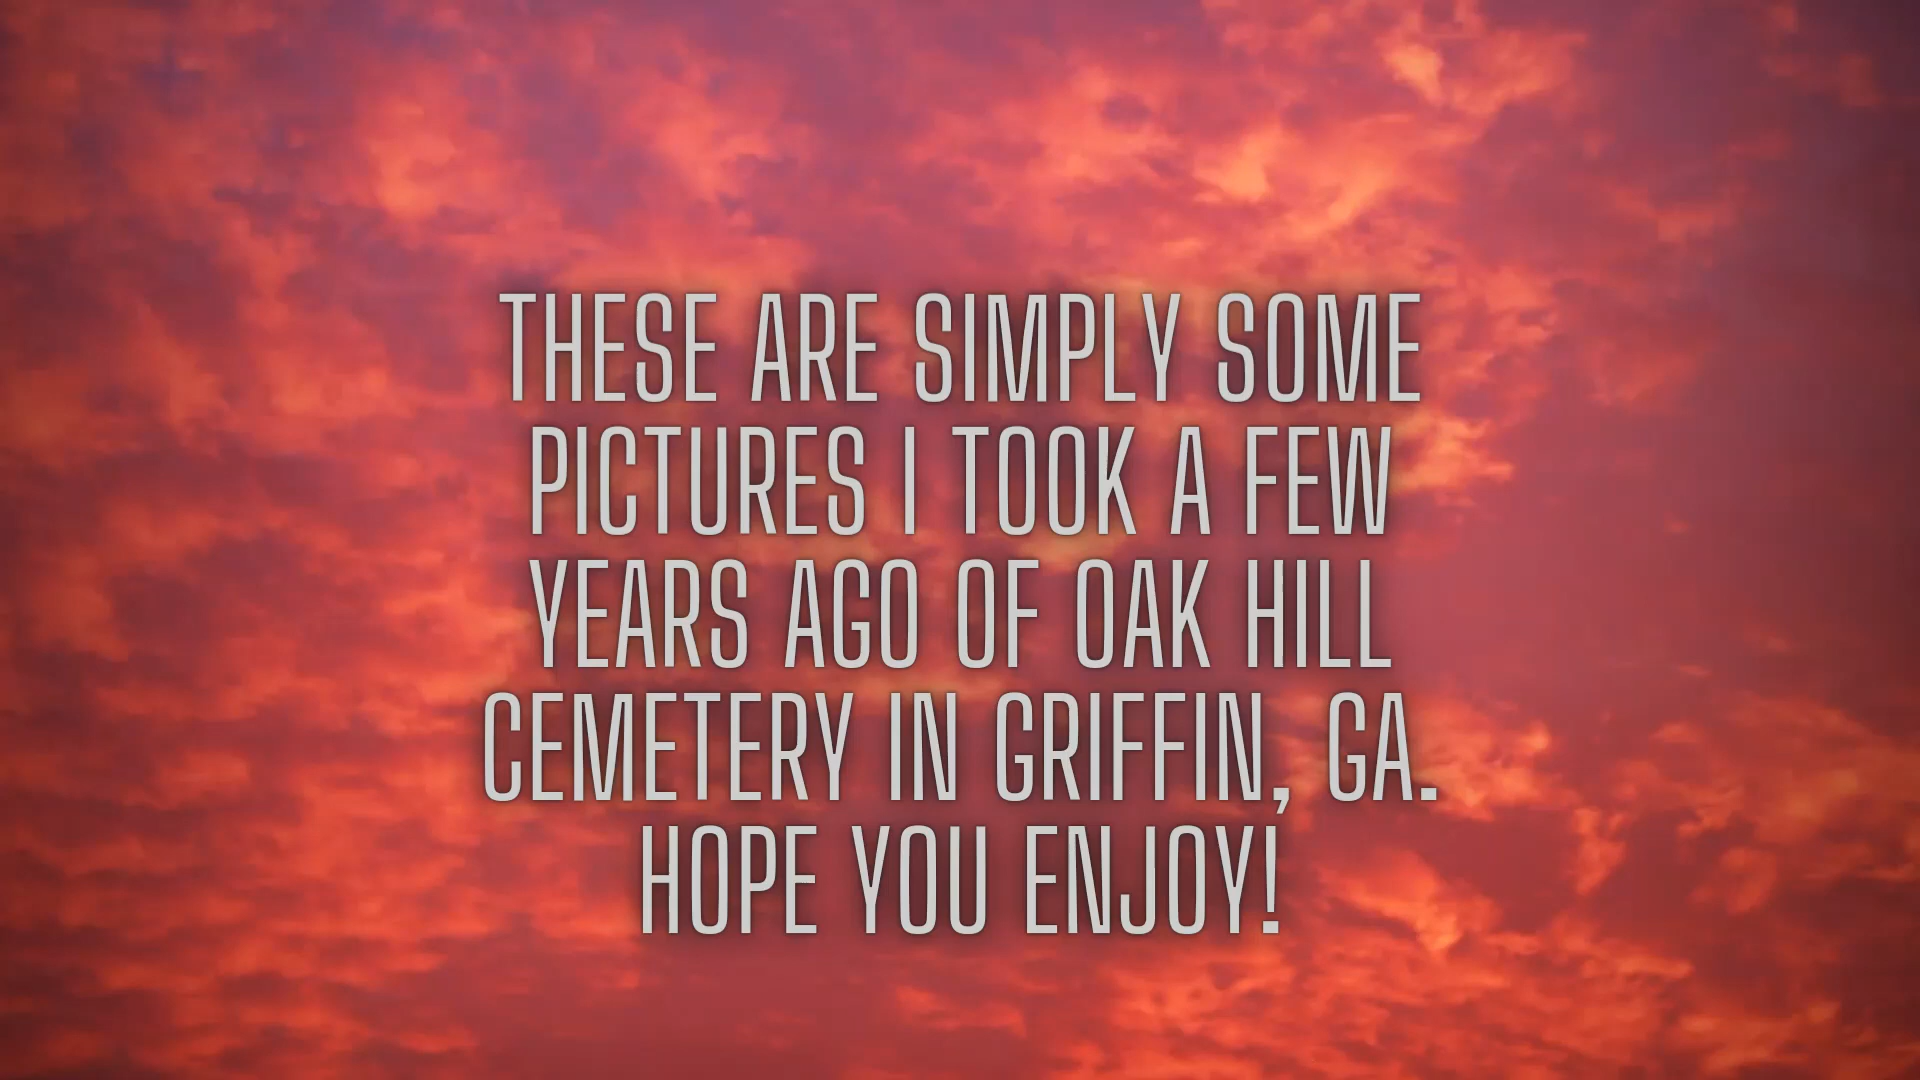 THESE ARE SIMPLY SOME
PICTURES I TOOK A FEW
YEARS AGO OF OAK HILL
CEMETERY IN GRIFFIN, GA.
HOPE YOU ENJOY!